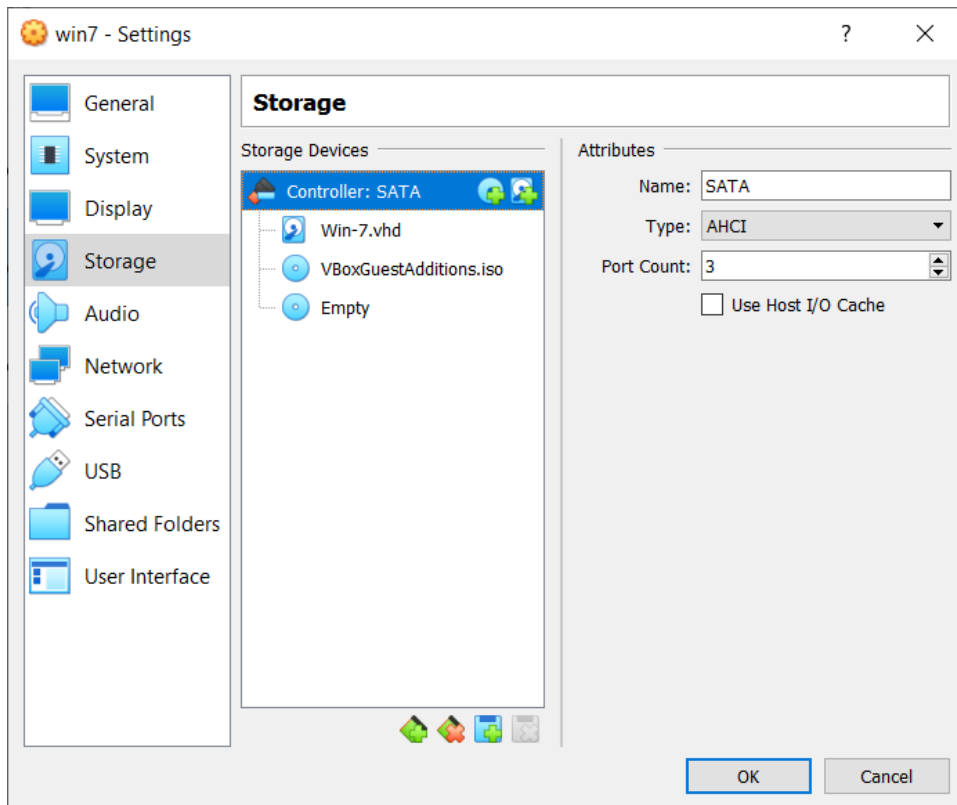 win7 - Settings
?
General
System
Display
Storage
Audio
Network
Serial Ports
USB
Shared Folders
User Interface
Storage
Storage Devices
Controller: SATA
Win-7.vhd
VBoxGuestAdditions.iso
Empty
Attributes
Name: SATA
Type: AHCI
Port Count: 3
Use Host I/O Cache
OK
Cancel